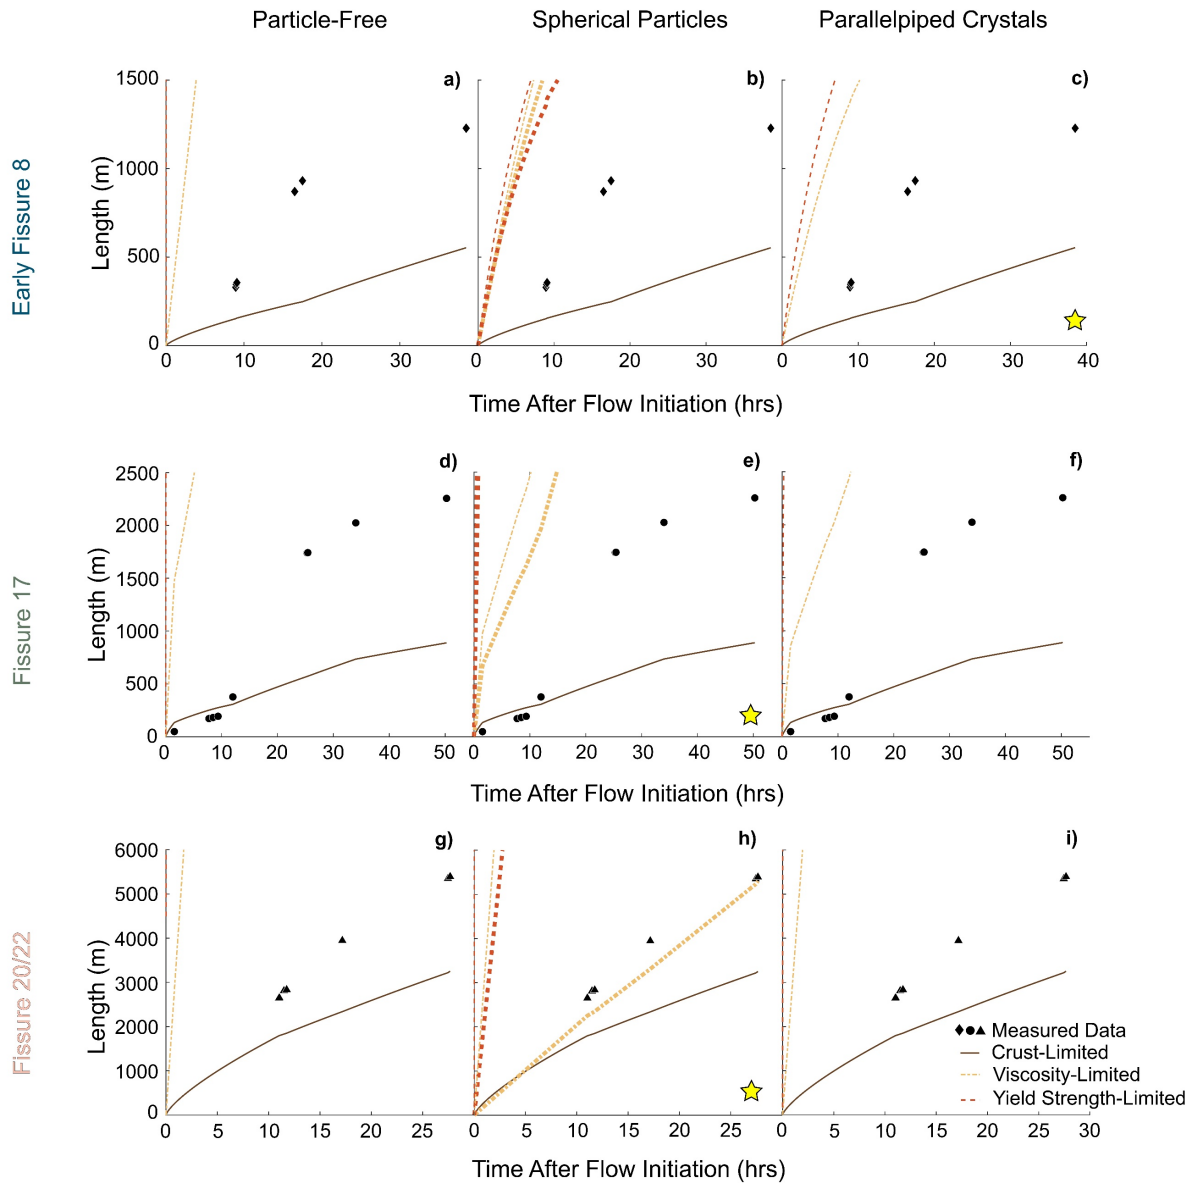 Particle-Free Spherical Particles Parallelpiped Crystals
Early Fissure 8
Length (m)
1500
1000
500
0
a)
b)
c)
0 10 20 30
0 10 20 30
0 10 20 30 40
Time After Flow Initiation (hrs)
Fissure 17
Length (m)
2500
2000
1500
1000
500
0
d)
e)
f)
0 10 20 30 40 50
0 10 20 30 40 50
0 10 20 30 40 50
Time After Flow Initiation (hrs)
Fissure 20/22
Length (m)
6000
5000
4000
3000
2000
1000
0
g)
h)
i)
Measured Data
Crust-Limited
Viscosity-Limited
Yield Strength-Limited
0 5 10 15 20 25
0 5 10 15 20 25
0 5 10 15 20 25 30
Time After Flow Initiation (hrs)